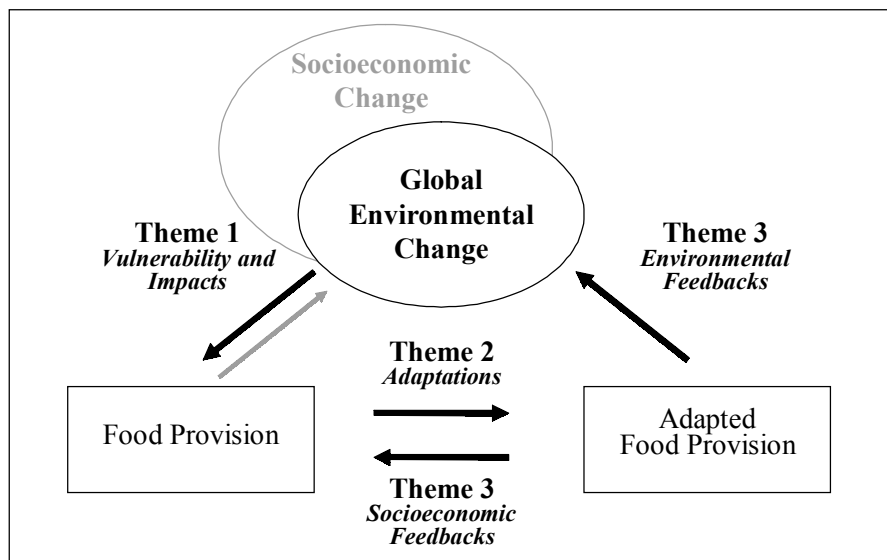 Socioeconomic
Change
Global
Environmental
Change
Theme 1
Vulnerability and
Impacts
Theme 3
Environmental
Feedbacks
Theme 2
Adaptations
Food Provision
Adapted
Food Provision
Theme 3
Socioeconomic
Feedbacks